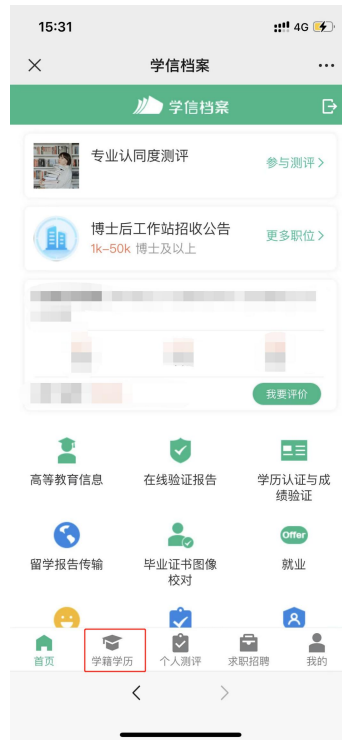 15:31
4G
学信档案
学信档案
专业认同度测评
参与测评
博士后工作站招收公告
更多职位
1k–50k 博士及以上
我要评价
高等教育信息
在线验证报告
学历认证与成
绩验证
留学报告传输
毕业证书图像
校对
Offer
就业
首页
学籍学历
个人测评
求职招聘
我的